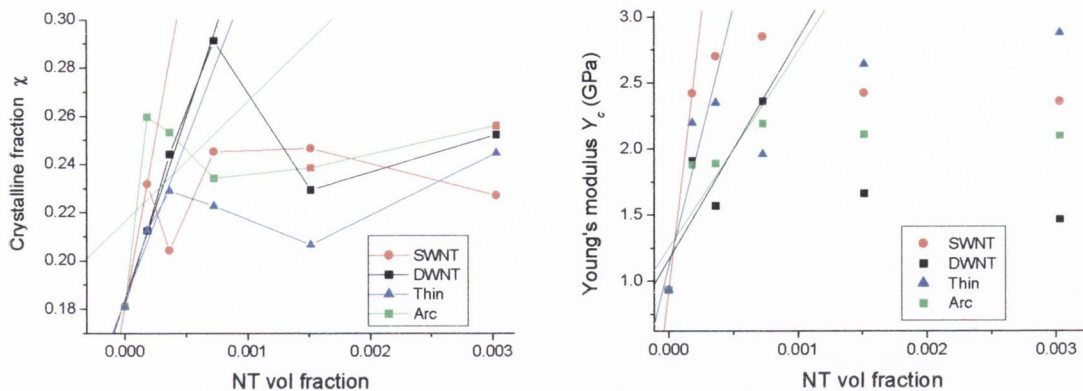 0.30
0.28
0.26
0.24
0.22
0.20
0.18
Crystalline fraction χ
SWNT
DWNT
Thin
Arc
0.000
0.001
0.002
0.003
NT vol fraction
3.0
2.5
2.0
1.5
1.0
Young's modulus Yc (GPa)
SWNT
DWNT
Thin
Arc
0.000
0.001
0.002
0.003
NT vol fraction